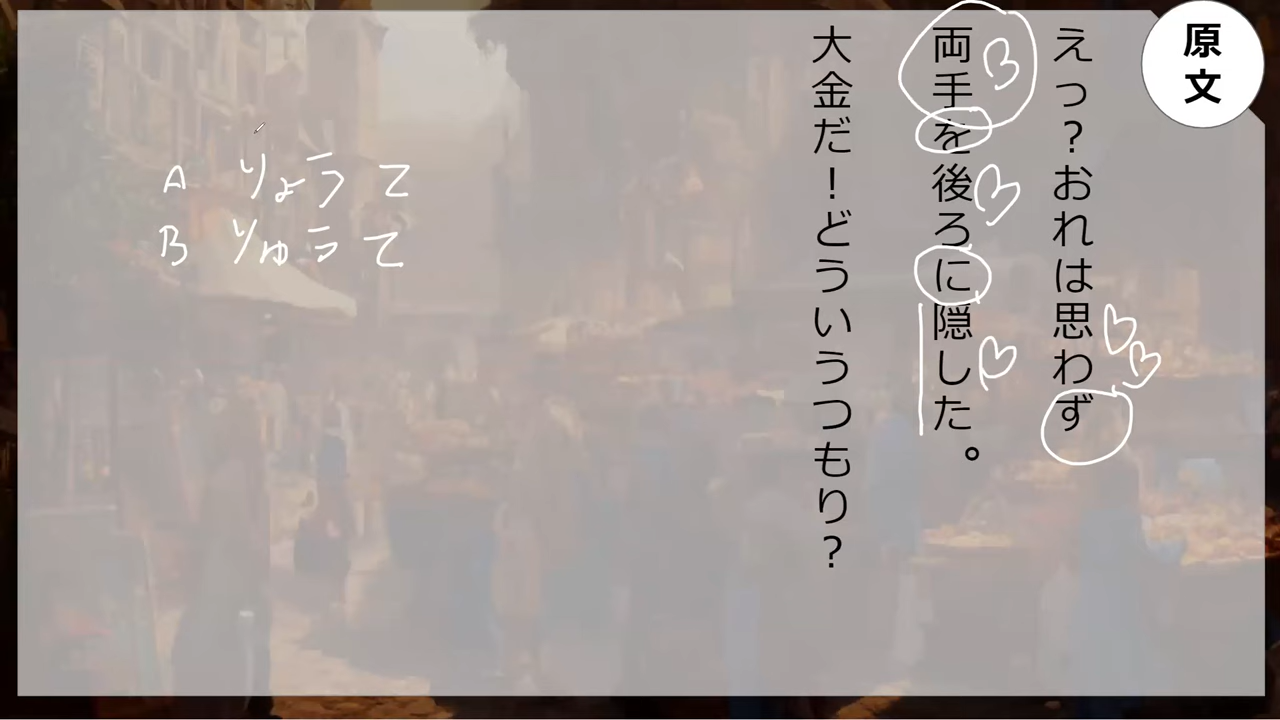 原文
えっ？おれは思わず
両手を後ろに隠した。
大金だ！どういうつもり？
B
A りょうて
B りゅうて